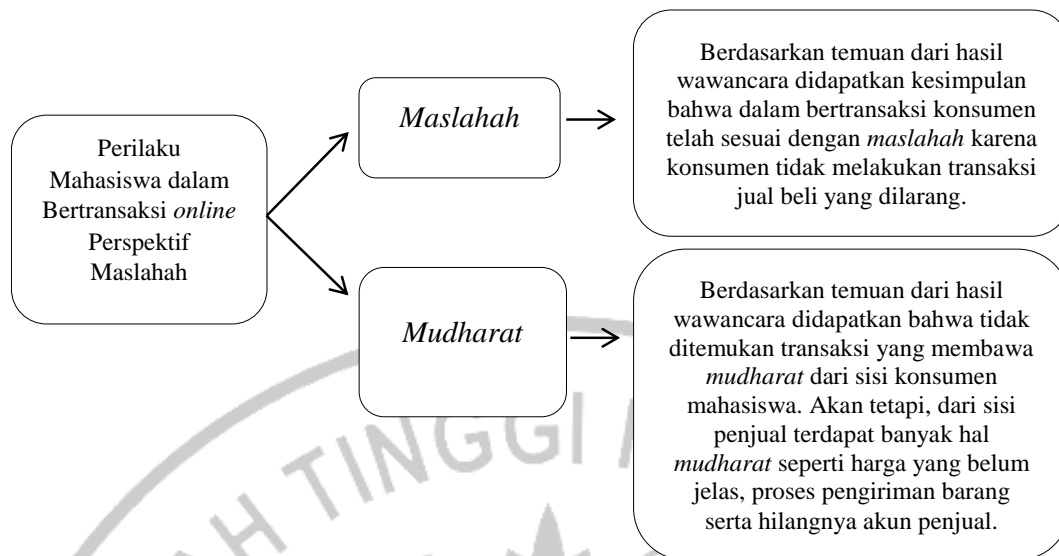 Perilaku
Mahasiswa dalam
Bertransaksi online
Perspektif
Maslahah
Maslahah
Berdasarkan temuan dari hasil
wawancara didapatkan kesimpulan
bahwa dalam bertransaksi konsumen
telah sesuai dengan maslahah karena
konsumen tidak melakukan transaksi
jual beli yang dilarang.
Mudharat
Berdasarkan temuan dari hasil
wawancara didapatkan bahwa tidak
ditemukan transaksi yang membawa
mudharat dari sisi konsumen
mahasiswa. Akan tetapi, dari sisi
penjual terdapat banyak hal
mudharat seperti harga yang belum
jelas, proses pengiriman barang
serta hilangnya akun penjual.
TINGGI